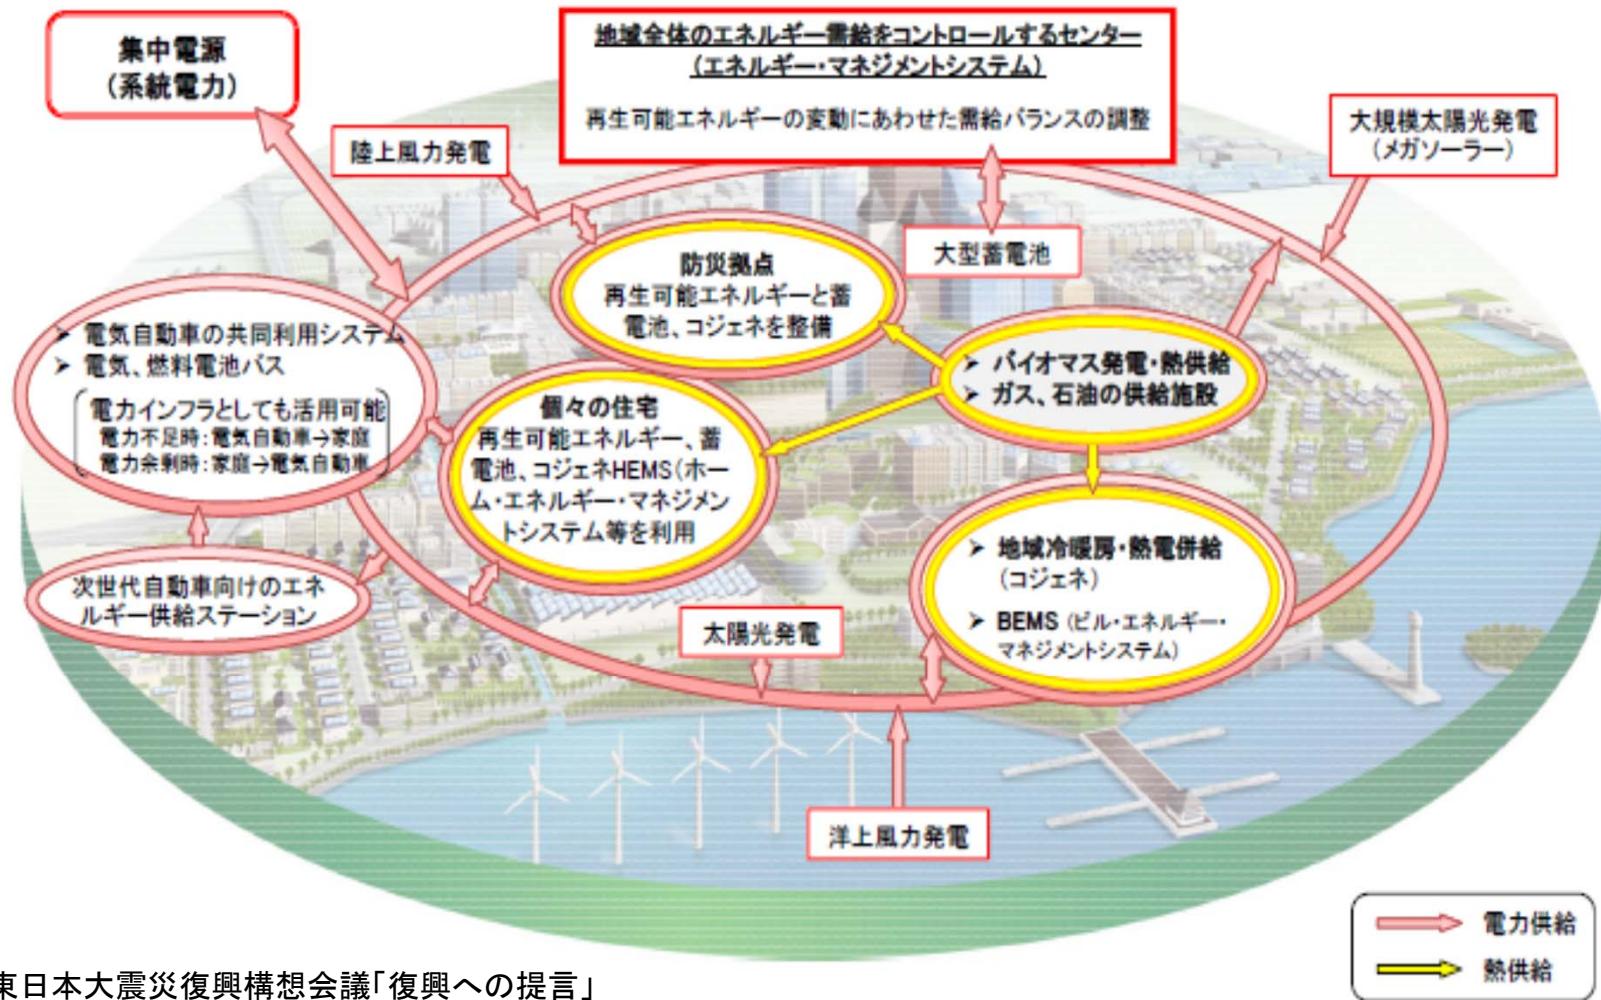 集中電源
(系統電力)
地域全体のエネルギー需給をコントロールするセンター
(エネルギー・マネジメントシステム)
再生可能エネルギーの変動にあわせた需給バランスの調整
陸上風力発電
大規模太陽光発電
(メガソーラー)
大型蓄電池
防災拠点
再生可能エネルギーと蓄
電池、コジェネを整備
➤ 電気自動車の共同利用システム
➤ 電気、燃料電池バス
電力インフラとしても活用可能
電力不足時：電気自動車→家庭
電力余剰時：家庭→電気自動車
➤ バイオマス発電・熱供給
➤ ガス、石油の供給施設
個々の住宅
再生可能エネルギー、蓄
電池、コジェネHEMS(ホー
ム・エネルギー・マネジメン
トシステム等を利用
➤ 地域冷暖房・熱電併給
(コジェネ)
➤ BEMS (ビル・エネルギー・
マネジメントシステム)
次世代自動車向けのエネ
ルギー供給ステーション
太陽光発電
洋上風力発電
電力供給
熱供給
東日本大震災復興構想会議「復興への提言」